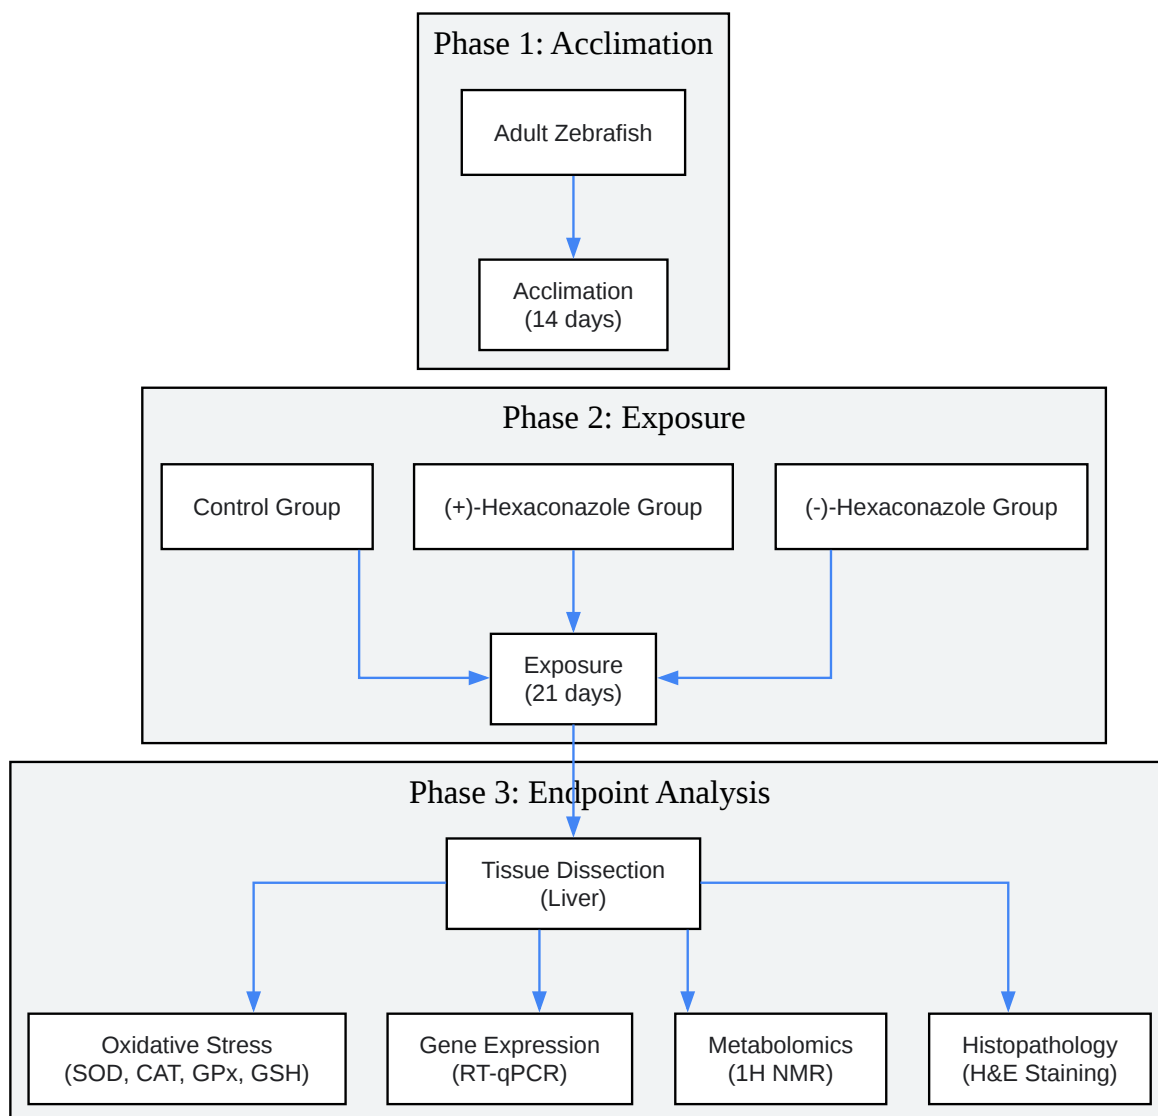 Phase 1: Acclimation
Adult Zebrafish
Acclimation
(14 days)
Phase 2: Exposure
Control Group
(+)-Hexaconazole Group
(-)-Hexaconazole Group
Exposure
(21 days)
Phase 3: Endpoint Analysis
Tissue Dissection
(Liver)
Oxidative Stress
(SOD, CAT, GPx, GSH)
Gene Expression
(RT-qPCR)
Metabolomics
(1H NMR)
Histopathology
(H&E Staining)